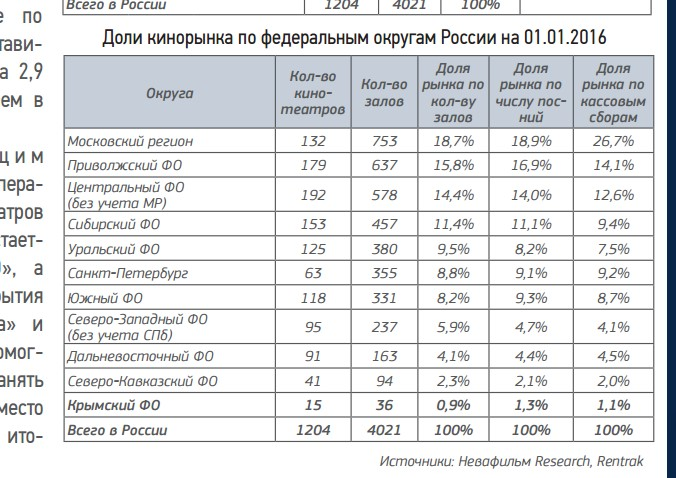 Всего в России 1204 4021 100%
е по
тави-
а 2,9
ем в
щ и м
пера-
атров
тает-
», а
рытия
а» и
омог-
анять
место
ито-
Доли кинорынка по федеральным округам России на 01.01.2016
Округа Кол-во кино-театров Кол-во залов Доля рынка по кол-ву залов Доля рынка по числу пос-ний Доля рынка по кассовым сборам
Московский регион 132 753 18,7% 18,9% 26,7%
Приволжский ФО 179 637 15,8% 16,9% 14,1%
Центральный ФО (без учета МР) 192 578 14,4% 14,0% 12,6%
Сибирский ФО 153 457 11,4% 11,1% 9,4%
Уральский ФО 125 380 9,5% 8,2% 7,5%
Санкт-Петербург 63 355 8,8% 9,1% 9,2%
Южный ФО 118 331 8,2% 9,3% 8,7%
Северо-Западный ФО (без учета СПб) 95 237 5,9% 4,7% 4,1%
Дальневосточный ФО 91 163 4,1% 4,4% 4,5%
Северо-Кавказский ФО 41 94 2,3% 2,1% 2,0%
Крымский ФО 15 36 0,9% 1,3% 1,1%
Всего в России 1204 4021 100% 100% 100%
Источники: Невафильм Research, Rentrak